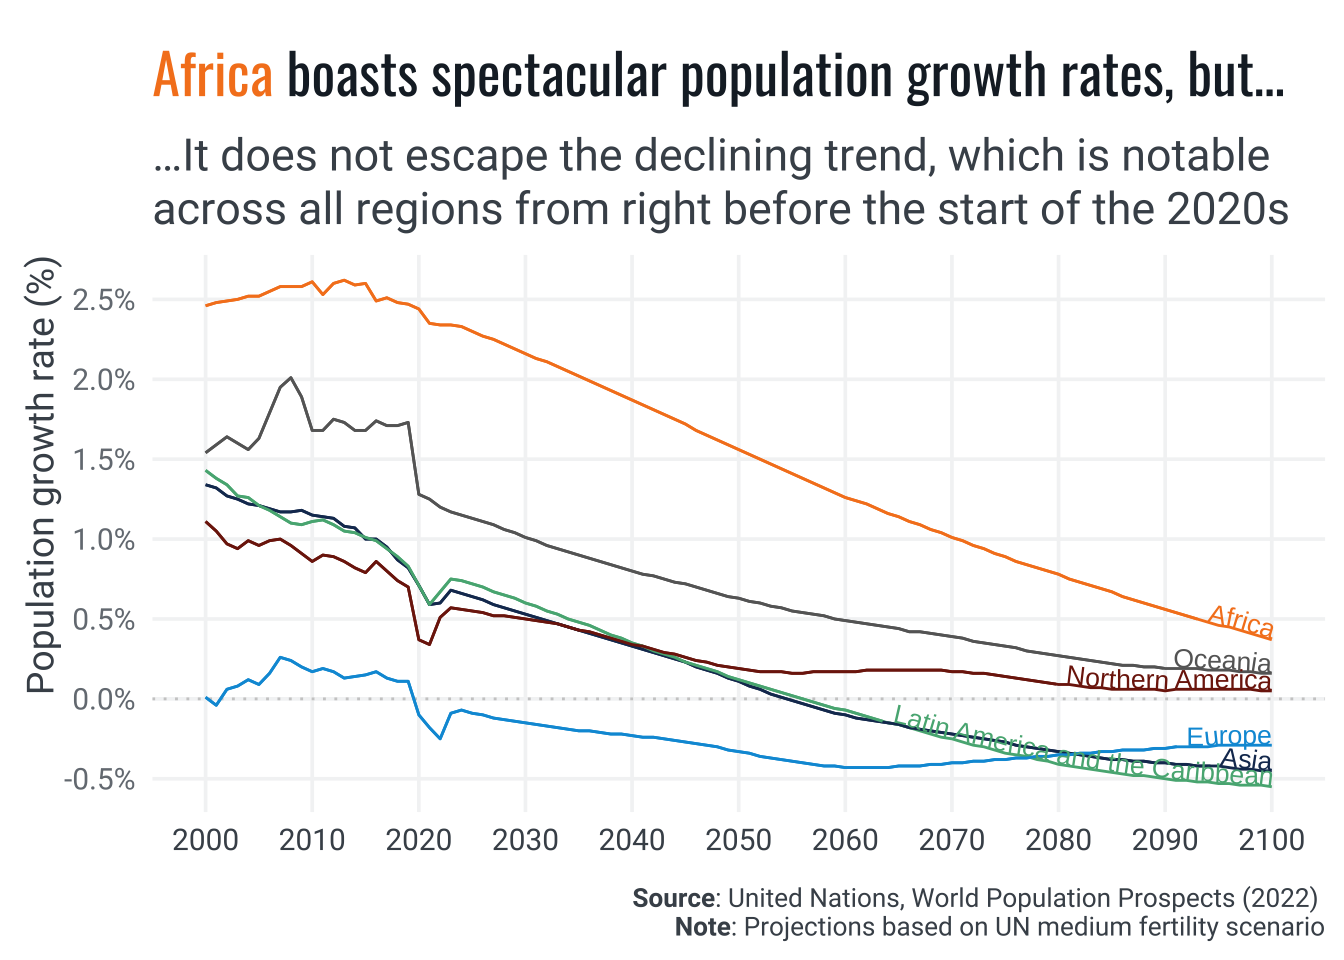 Africa boasts spectacular population growth rates, but...
...It does not escape the declining trend, which is notable
across all regions from right before the start of the 2020s
Population growth rate (%)
2.5%
2.0%
1.5%
1.0%
0.5%
0.0%
-0.5%
Africa
Oceania
Northern America
Latin America and the Caribbean
Europe
Asia
2000 2010 2020 2030 2040 2050 2060 2070 2080 2090 2100
Source: United Nations, World Population Prospects (2022)
Note: Projections based on UN medium fertility scenario